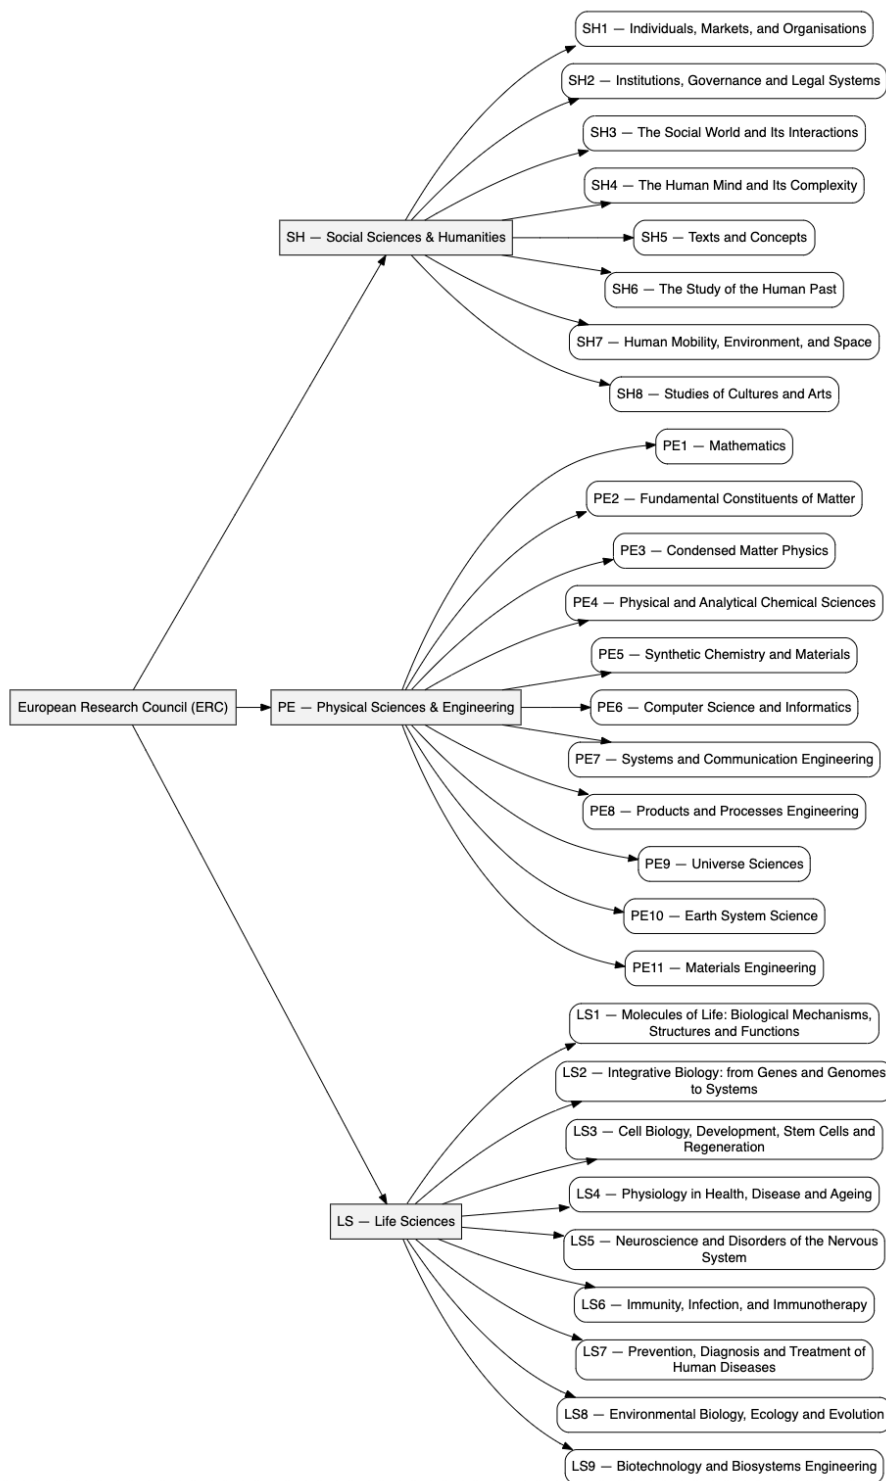 SH1 — Individuals, Markets, and Organisations
SH2 — Institutions, Governance and Legal Systems
SH3 — The Social World and Its Interactions
SH4 — The Human Mind and Its Complexity
SH — Social Sciences & Humanities
SH5 — Texts and Concepts
SH6 — The Study of the Human Past
SH7 — Human Mobility, Environment, and Space
SH8 — Studies of Cultures and Arts
PE1 — Mathematics
PE2 — Fundamental Constituents of Matter
PE3 — Condensed Matter Physics
PE4 — Physical and Analytical Chemical Sciences
PE5 — Synthetic Chemistry and Materials
European Research Council (ERC)
PE — Physical Sciences & Engineering
PE6 — Computer Science and Informatics
PE7 — Systems and Communication Engineering
PE8 — Products and Processes Engineering
PE9 — Universe Sciences
PE10 — Earth System Science
PE11 — Materials Engineering
LS1 — Molecules of Life: Biological Mechanisms,
Structures and Functions
LS2 — Integrative Biology: from Genes and Genomes
to Systems
LS3 — Cell Biology, Development, Stem Cells and
Regeneration
LS4 — Physiology in Health, Disease and Ageing
LS — Life Sciences
LS5 — Neuroscience and Disorders of the Nervous
System
LS6 — Immunity, Infection, and Immunotherapy
LS7 — Prevention, Diagnosis and Treatment of
Human Diseases
LS8 — Environmental Biology, Ecology and Evolution
LS9 — Biotechnology and Biosystems Engineering